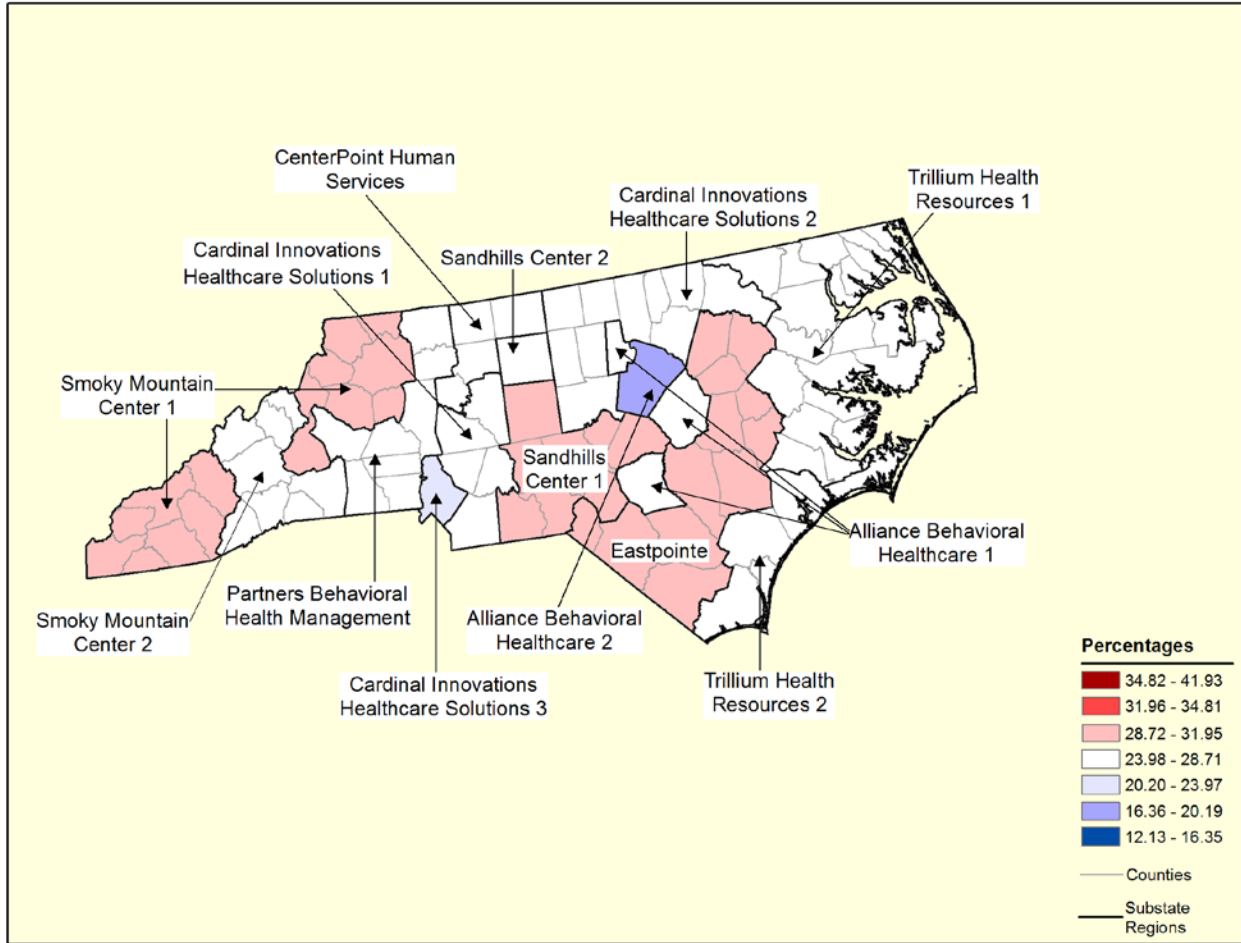 CenterPoint Human
Services
Trillium Health
Resources 1
Cardinal Innovations
Healthcare Solutions 2
Cardinal Innovations
Healthcare Solutions 1
Sandhills Center 2
Smoky Mountain
Center 1
Sandhills
Center 1
Eastpointe
Alliance Behavioral
Healthcare 1
Partners Behavioral
Health Management
Smoky Mountain
Center 2
Alliance Behavioral
Healthcare 2
Cardinal Innovations
Healthcare Solutions 3
Trillium Health
Resources 2
Percentages
34.82 - 41.93
31.96 - 34.81
28.72 - 31.95
23.98 - 28.71
20.20 - 23.97
16.36 - 20.19
12.13 - 16.35
Counties
Substate
Regions